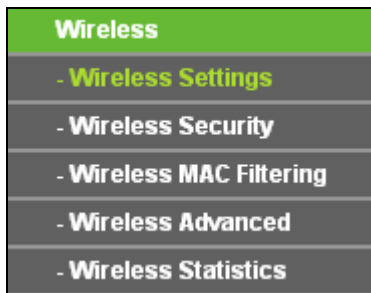 Wireless
- Wireless Settings
- Wireless Security
- Wireless MAC Filtering
- Wireless Advanced
- Wireless Statistics